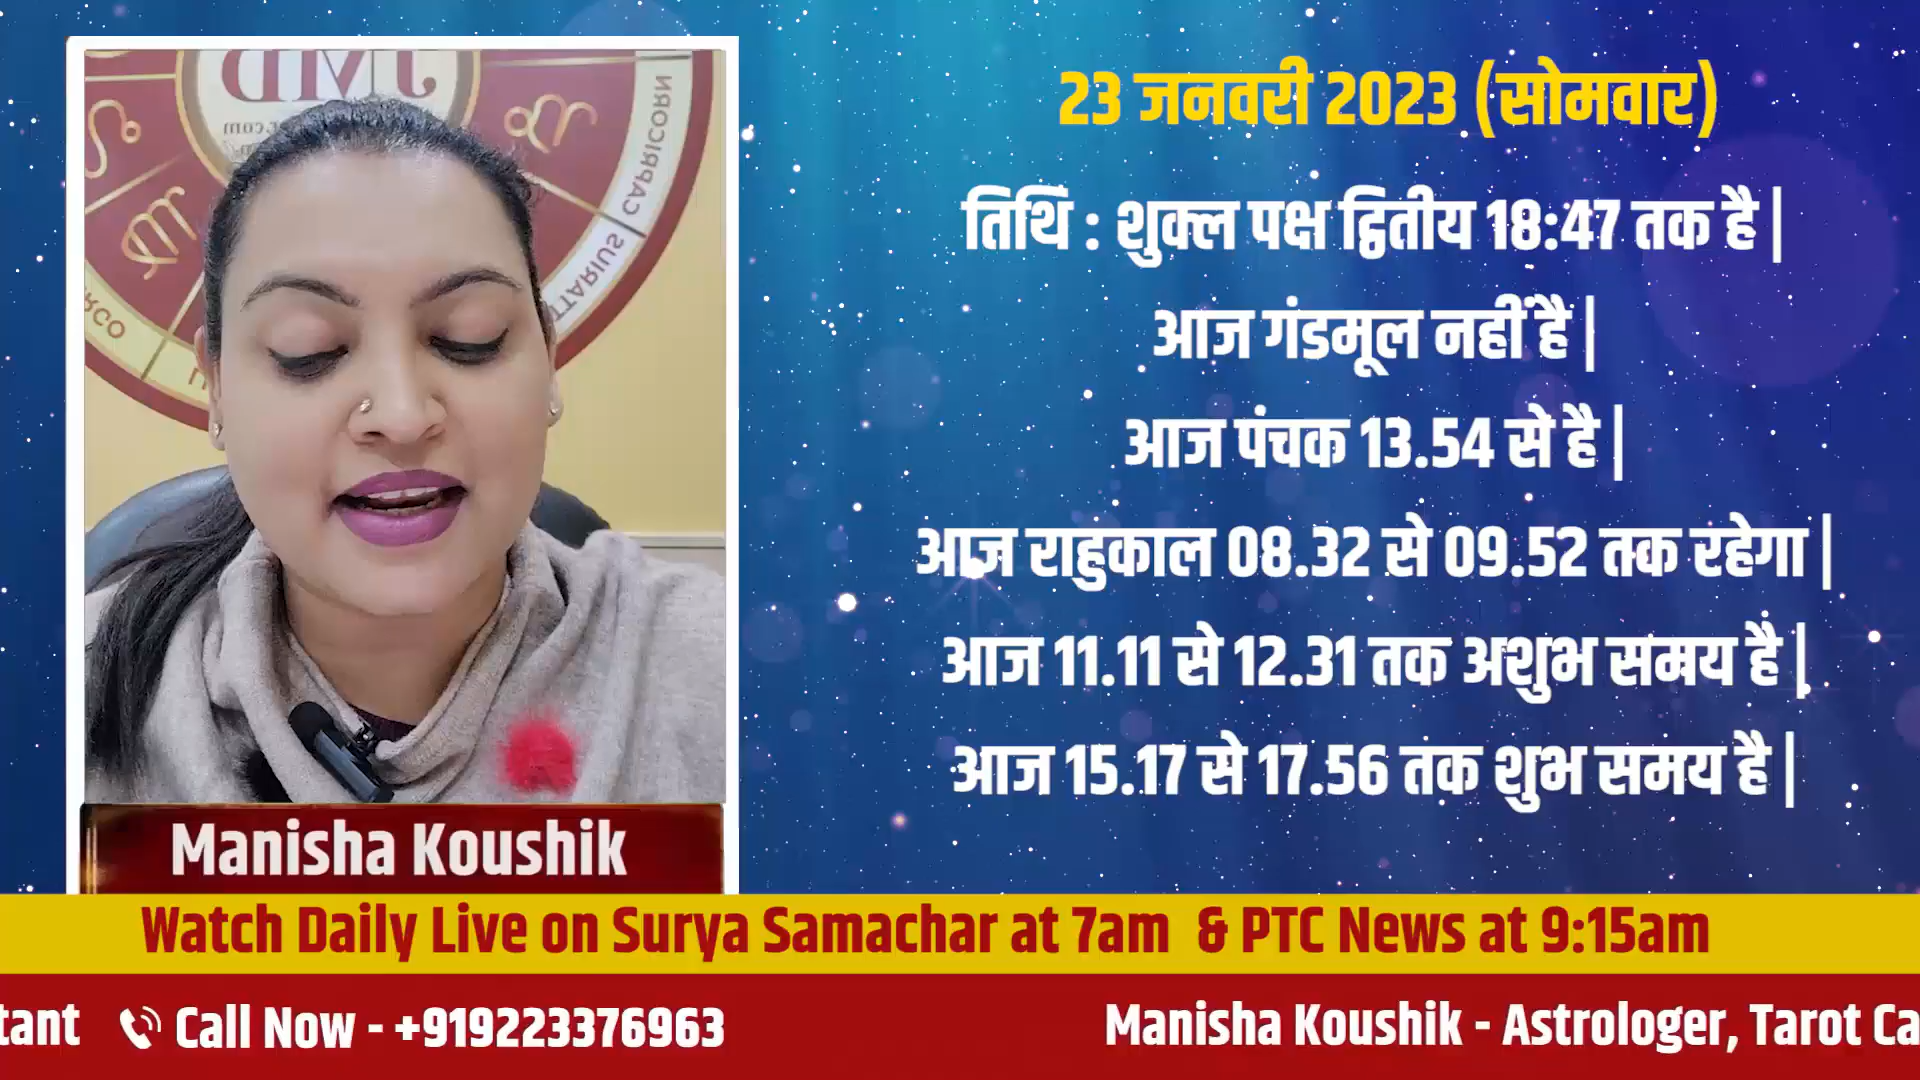 JMD
CAPRICORN
23 जनवरी 2023 (सोमवार)
तिथि : शुक्ल पक्ष द्वितीय 18:47 तक है |
आज गंडमूल नहीं है |
आज पंचक 13.54 से है |
आज राहुकाल 08.32 से 09.52 तक रहेगा |
आज 11.11 से 12.31 तक अशुभ समय है |
आज 15.17 से 17.56 तक शुभ समय है |
Manisha Koushik
Watch Daily Live on Surya Samachar at 7am & PTC News at 9:15am
tant Call Now - +919223376963 Manisha Koushik - Astrologer, Tarot Ca